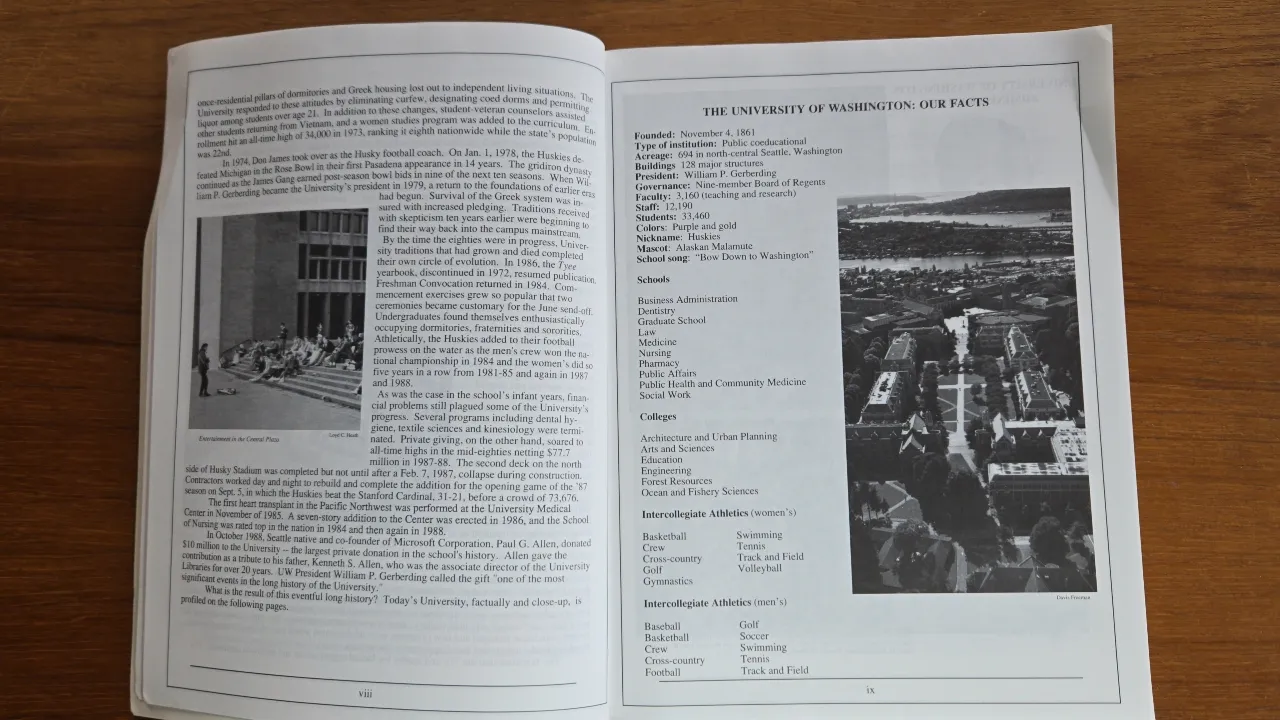 once-residential pillars of dormitories and Greek housing lost out to independent living situations. The
University responded to these attitudes by eliminating curfew, designating coed dorms and permitting
liquor among students over age 21. In addition to these changes, student-veteran counselors assisted
other students returning from Vietnam, and a women studies program was added to the curriculum. En-
rollment hit an all-time high of 34,000 in 1973, ranking it eighth nationwide while the state's population
was 22nd.
In 1974, Don James took over as the Husky football coach. On Jan. 1, 1978, the Huskies de-
feated Michigan in the Rose Bowl in their first Pasadena appearance in 14 years. The gridiron dynasty
continued as the James Gang earned post-season bowl bids in nine of the next ten seasons. When Wil-
liam P. Gerberding became the University's president in 1979, a return to the foundations of earlier eras
had begun. Survival of the Greek system was in-
sured with increased pledging. Traditions received
with skepticism ten years earlier were beginning to
find their way back into the campus mainstream.
By the time the eighties were in progress, Univer-
sity traditions that had grown and died completed
their own circle of evolution. In 1986, the Tyee
yearbook, discontinued in 1972, resumed publication.
Freshman Convocation returned in 1984. Com-
mencement exercises grew so popular that two
ceremonies became customary for the June send-off.
Undergraduates found themselves enthusiastically
occupying dormitories, fraternities and sororities.
Athletically, the Huskies added to their football
prowess on the water as the men's crew won the na-
tional championship in 1984 and the women's did so
five years in a row from 1981-85 and again in 1987
and 1988.
As was the case in the school's infant years, finan-
cial problems still plagued some of the University's
progress. Several programs including dental hy-
giene, textile sciences and kinesiology were termi-
nated. Private giving, on the other hand, soared to
all-time highs in the mid-eighties netting $77.7
million in 1987-88. The second deck on the north
Entertainment in the Central Plaza
side of Husky Stadium was completed but not until after a Feb. 7, 1987, collapse during construction.
Contractors worked day and night to rebuild and complete the addition for the opening game of the '87
season on Sept. 5, in which the Huskies beat the Stanford Cardinal, 31-21, before a crowd of 73,676.
The first heart transplant in the Pacific Northwest was performed at the University Medical
Center in November of 1985. A seven-story addition to the Center was erected in 1986, and the School
of Nursing was rated top in the nation in 1984 and then again in 1988.
In October 1988, Seattle native and co-founder of Microsoft Corporation, Paul G. Allen, donated
$10 million to the University -- the largest private donation in the school's history. Allen gave the
contribution as a tribute to his father, Kenneth S. Allen, who was the associate director of the University
Libraries for over 20 years. UW President William P. Gerberding called the gift "one of the most
significant events in the long history of the University."
What is the result of this eventful long history? Today's University, factually and close-up, is
profiled on the following pages.
viii
THE UNIVERSITY OF WASHINGTON: OUR FACTS
Founded: November 4, 1861
Type of institution: Public coeducational
Acreage: 694 in north-central Seattle, Washington
Buildings 128 major structures
President: William P. Gerberding
Governance: Nine-member Board of Regents
Faculty: 3,160 (teaching and research)
Staff: 12,190
Students: 33,460
Colors: Purple and gold
Nickname: Huskies
Mascot: Alaskan Malamute
School song: "Bow Down to Washington"
Schools
Business Administration
Dentistry
Graduate School
Law
Medicine
Nursing
Pharmacy
Public Affairs
Public Health and Community Medicine
Social Work
Colleges
Architecture and Urban Planning
Arts and Sciences
Education
Engineering
Forest Resources
Ocean and Fishery Sciences
Intercollegiate Athletics (women's)
Basketball
Crew
Cross-country
Golf
Gymnastics
Swimming
Tennis
Track and Field
Volleyball
Intercollegiate Athletics (men's)
Baseball
Basketball
Crew
Cross-country
Football
Golf
Soccer
Swimming
Tennis
Track and Field
Davis Freeman
ix